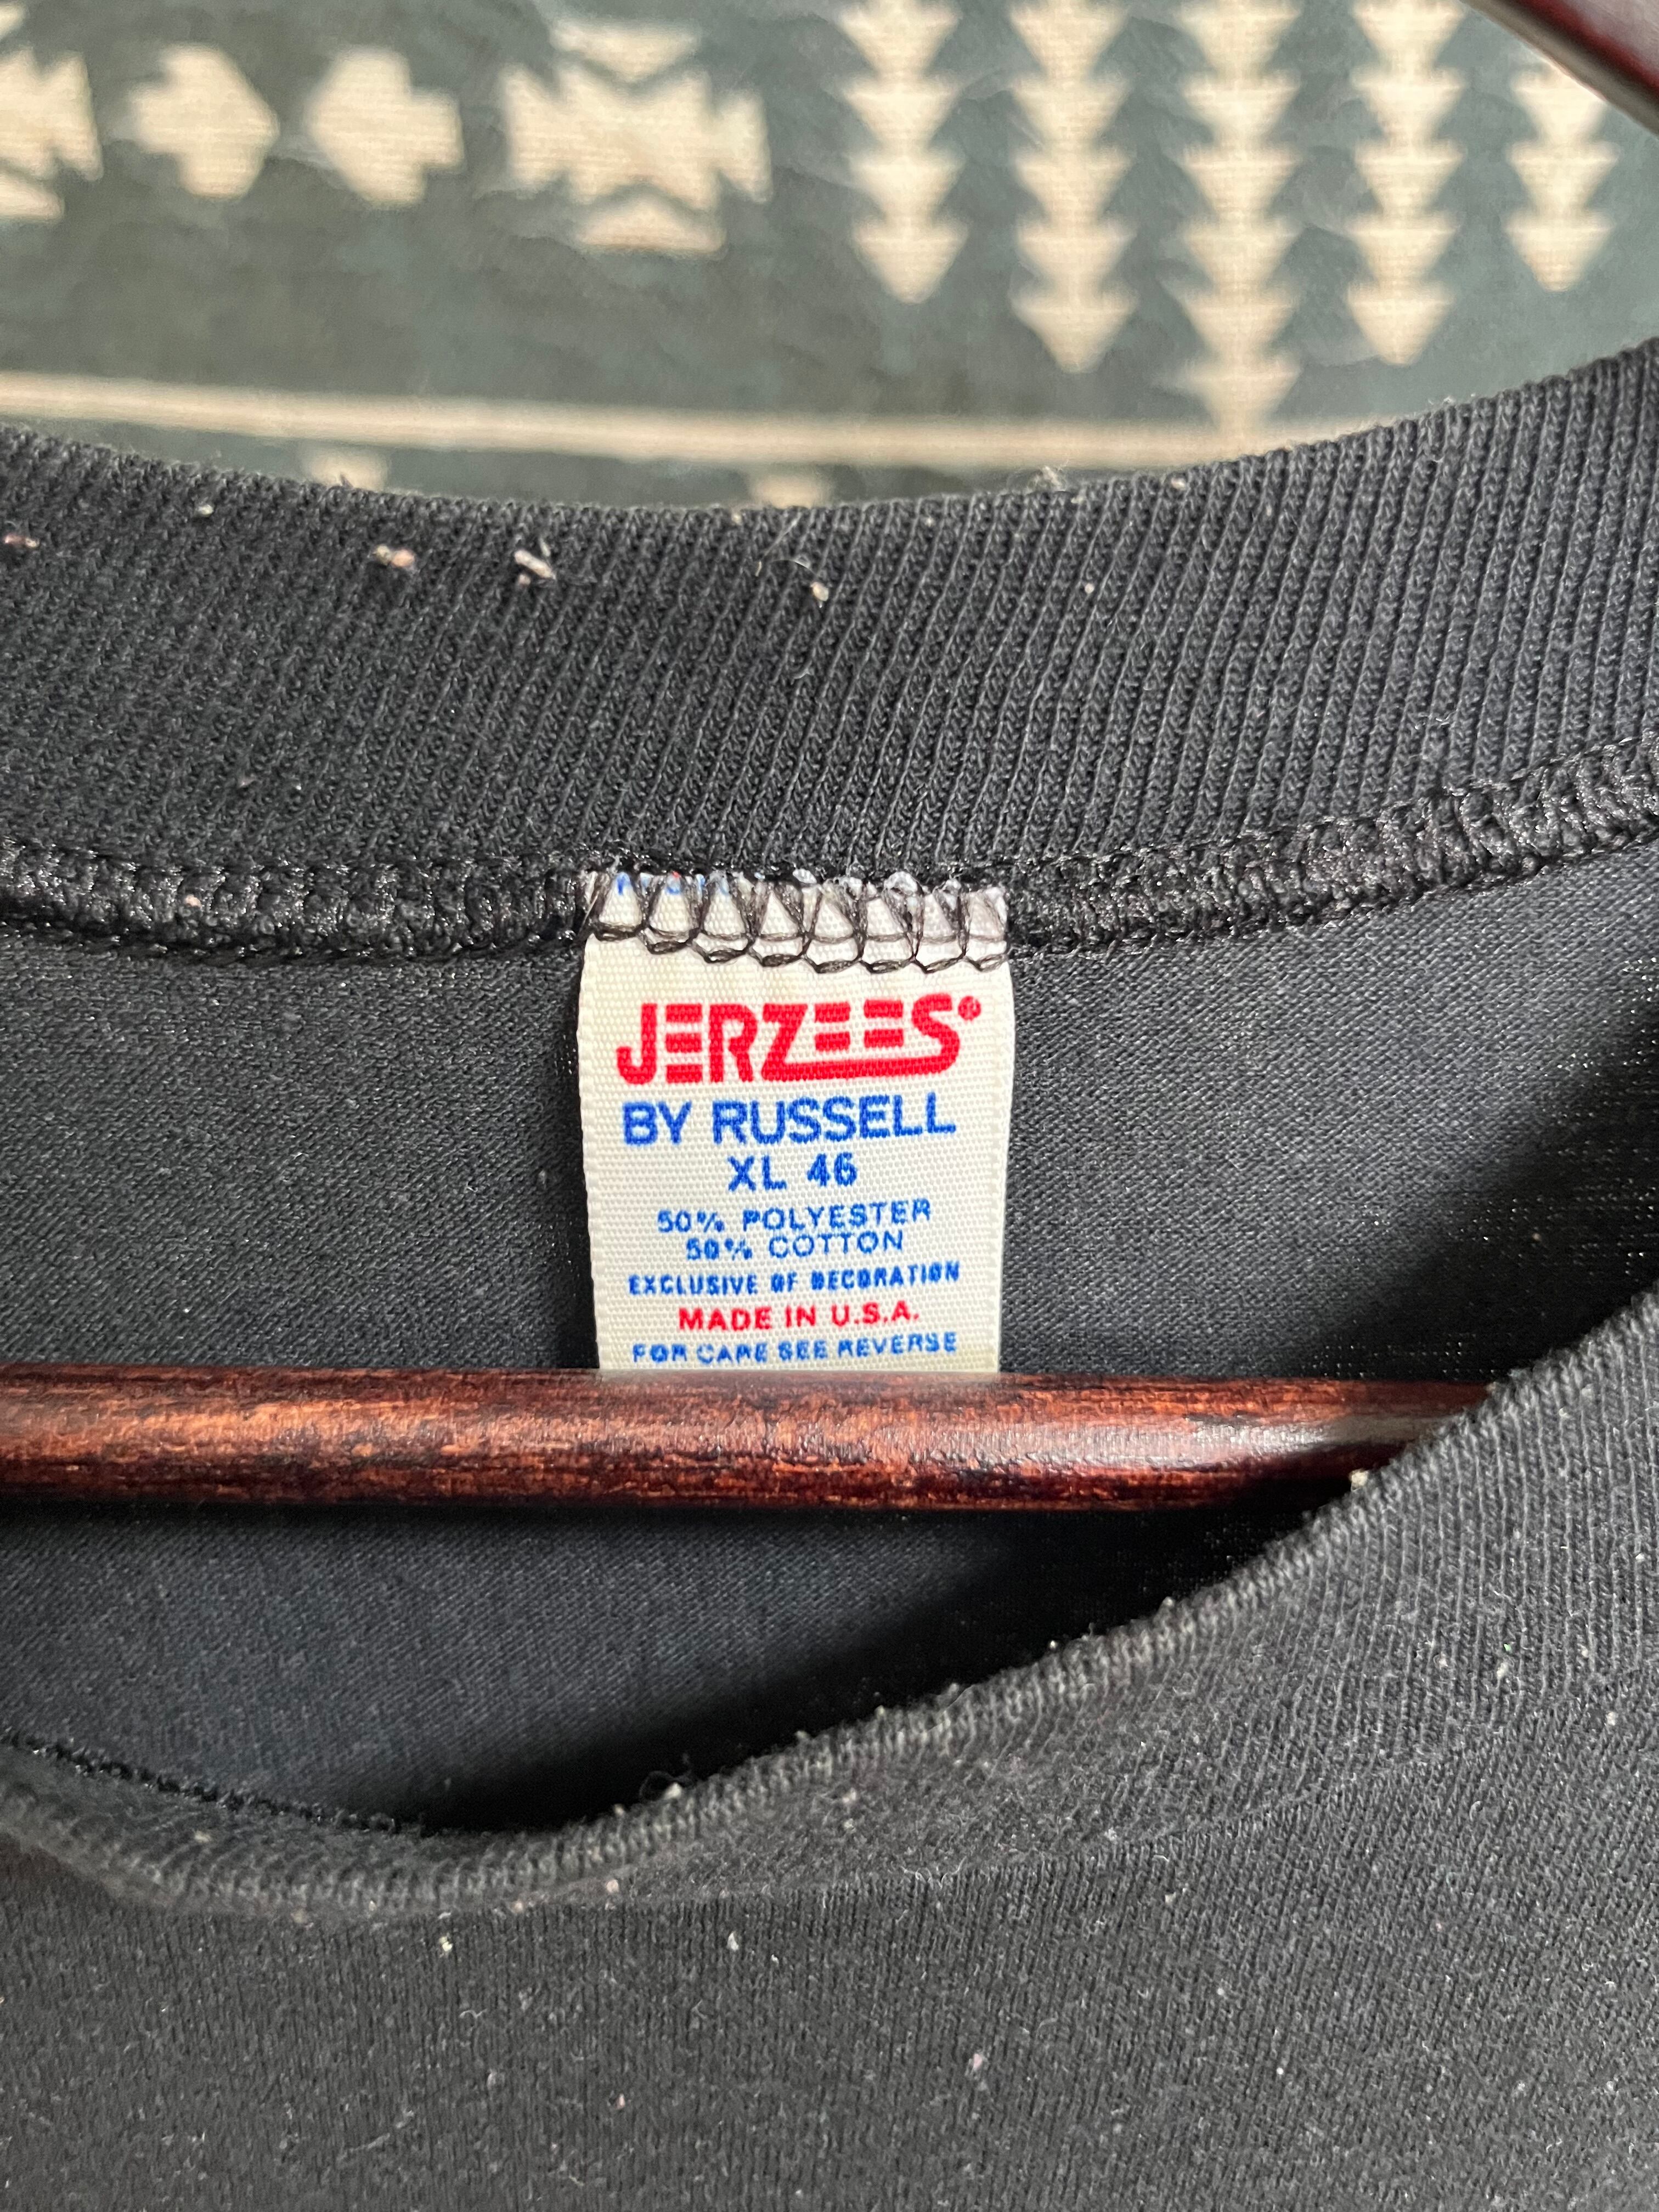 JERZEES®
BY RUSSELL
XL 46
50% POLYESTER
50% COTTON
EXCLUSIVE OF DECORATION
MADE IN U.S.A.
FOR CARE SEE REVERSE